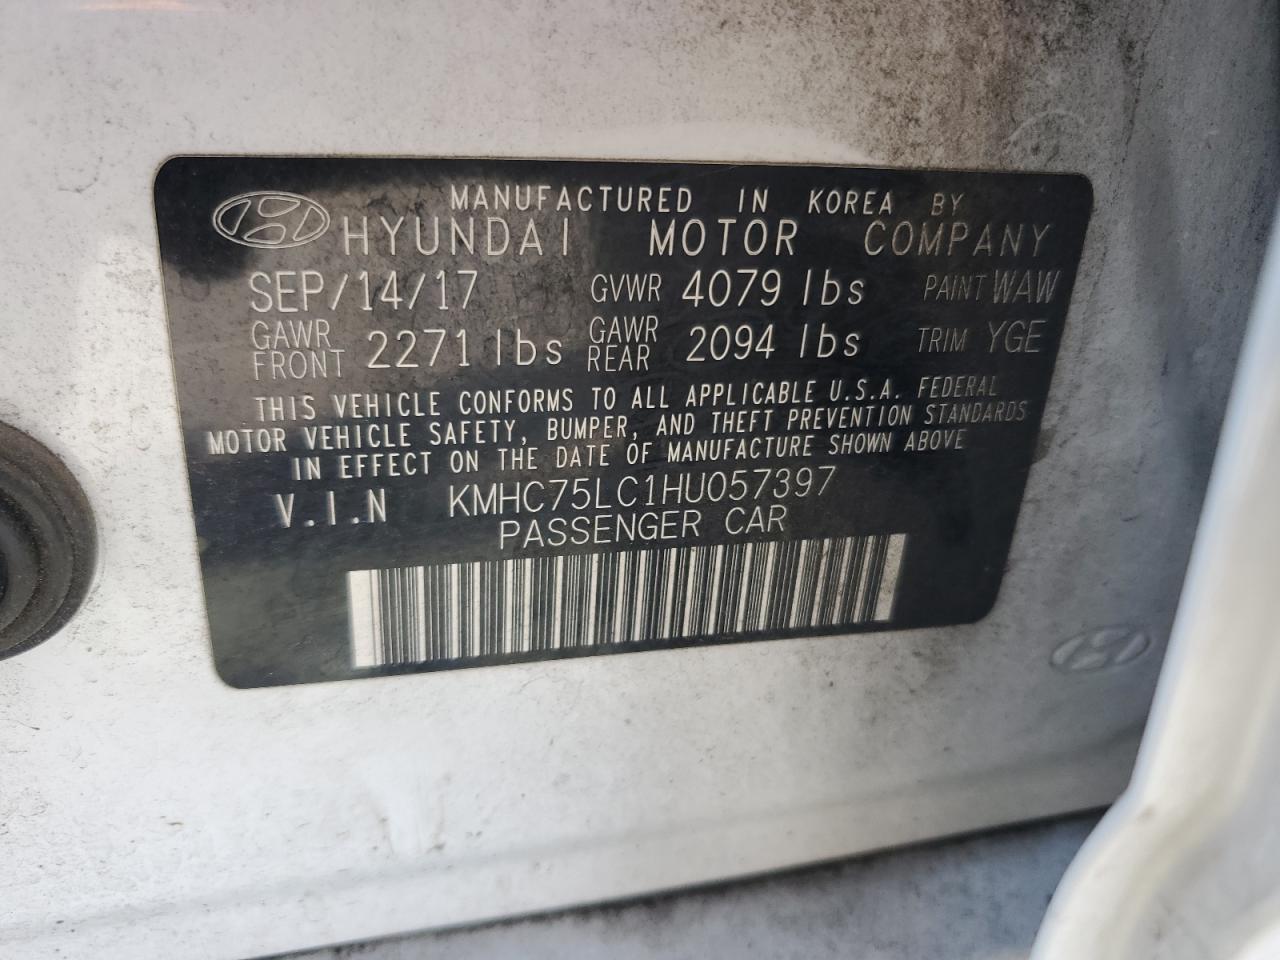 MANUFACTURED IN KOREA BY
HYUNDAI MOTOR COMPANY
SEP/14/17 GVWR 4079 lbs PAINT WAW
GAWR FRONT 2271 lbs GAWR REAR 2094 lbs TRIM YGE
THIS VEHICLE CONFORMS TO ALL APPLICABLE U.S.A. FEDERAL
MOTOR VEHICLE SAFETY, BUMPER, AND THEFT PREVENTION STANDARDS
IN EFFECT ON THE DATE OF MANUFACTURE SHOWN ABOVE
V.I.N KMHC75LC1HU057397
PASSENGER CAR